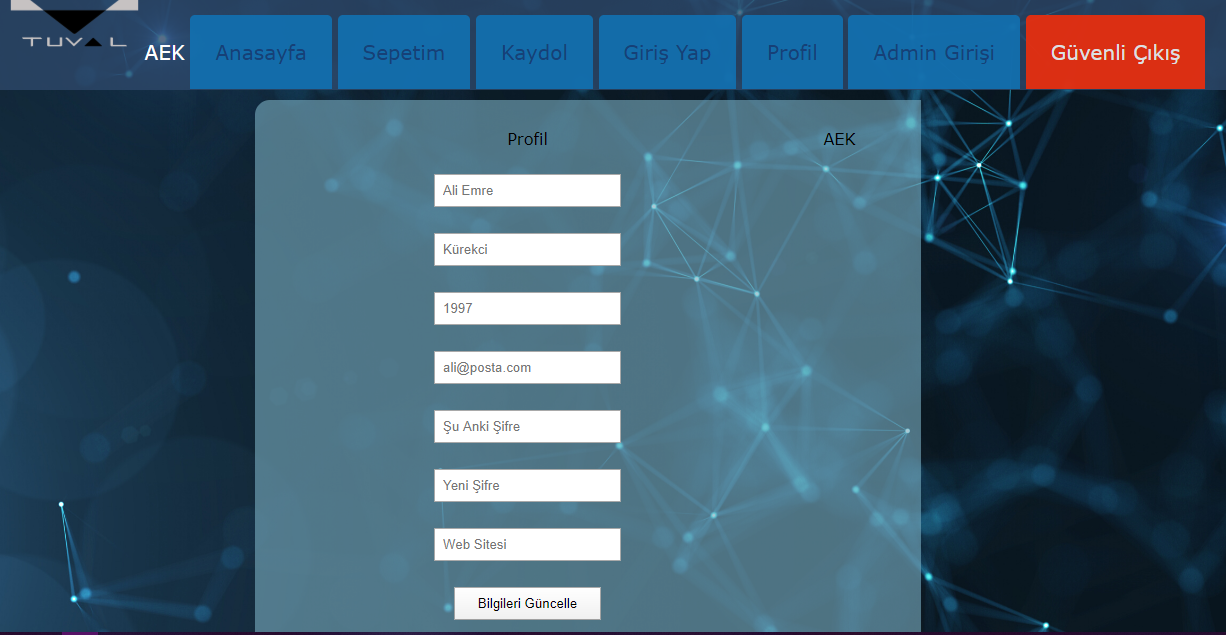 TUVAL
AEK Anasayfa Sepetim Kaydol Giriş Yap Profil Admin Girişi Güvenli Çıkış
Profil AEK
Ali Emre
Kürekci
1997
ali@posta.com
Şu Anki Şifre
Yeni Şifre
Web Sitesi
Bilgileri Güncelle